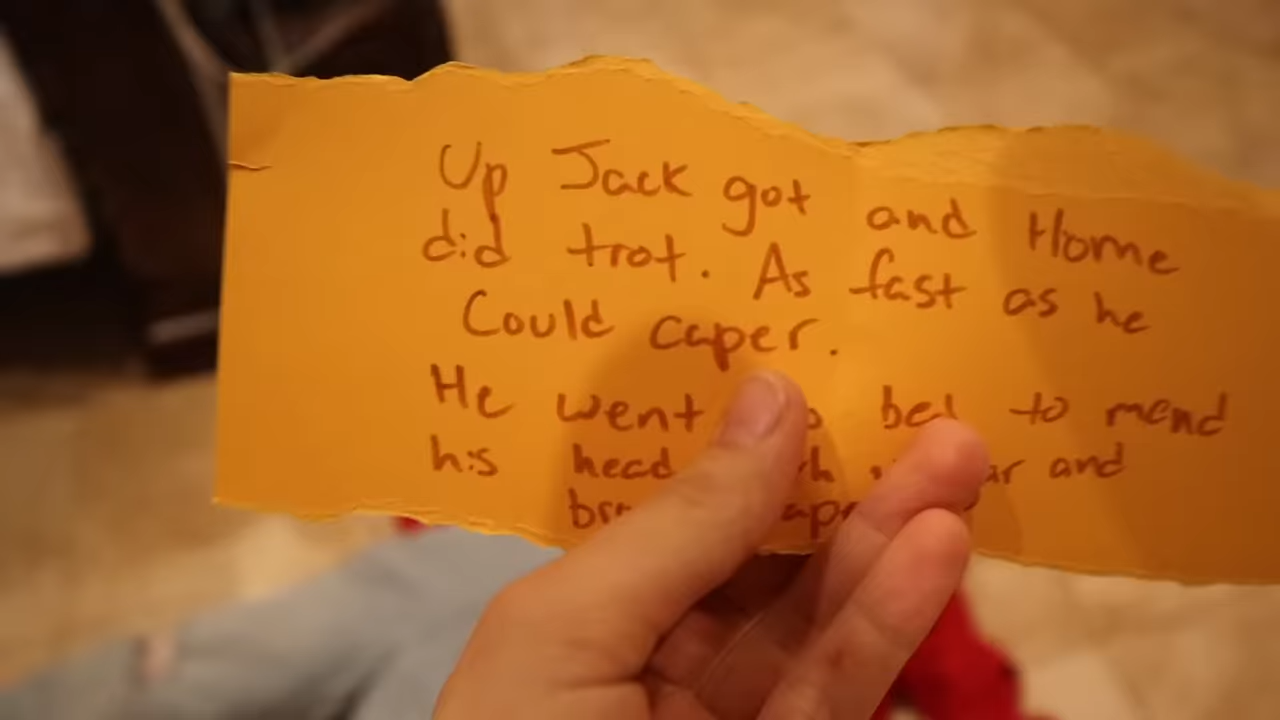 Up Jack got and Home
did trot. As fast as he
Could caper.
He went to bed to mend
his head and